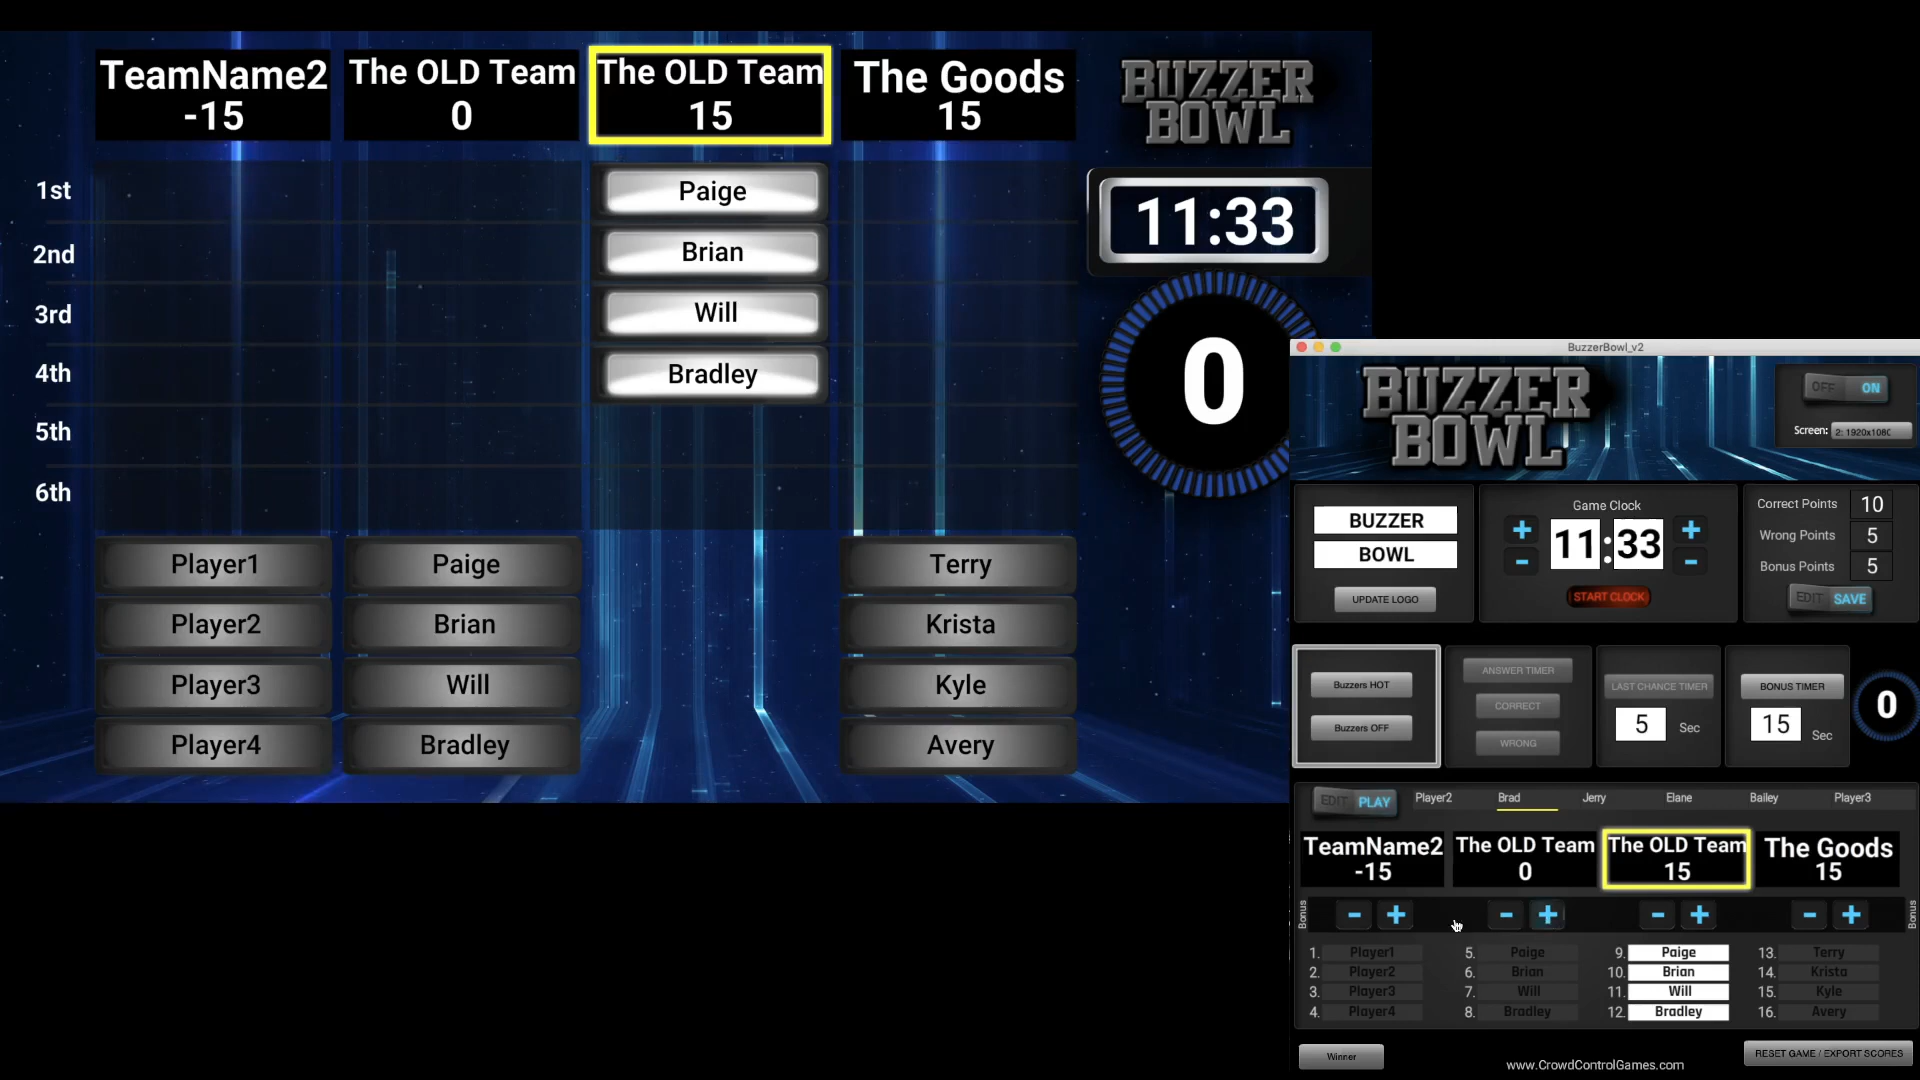 TeamName2
-15
The OLD Team
0
The OLD Team
15
The Goods
15
BUZZER
BOWL
1st
2nd
3rd
4th
5th
6th
Paige
Brian
Will
Bradley
11:33
0
Player1
Player2
Player3
Player4
Paige
Brian
Will
Bradley
Terry
Krista
Kyle
Avery
BuzzerBowl_v2
BUZZER
BOWL
OFF ON
Screen: 2: 1920x108
BUZZER
BOWL
UPDATE LOGO
Game Clock
+ 11:33 +
- -
START CLOCK
Correct Points 10
Wrong Points 5
Bonus Points 5
EDIT SAVE
Buzzers HOT
Buzzers OFF
ANSWER TIMER
CORRECT
WRONG
LAST CHANCE TIMER
5 Sec
BONUS TIMER
15 Sec
0
EDIT PLAY Player2 Brad Jerry Elane Bailey Player3
TeamName2
-15
The OLD Team
0
The OLD Team
15
The Goods
15
Bonus - + - + - + - + Bonus
1. Player1 5. Paige 9. Paige 13. Terry
2. Player2 6. Brian 10. Brian 14. Krista
3. Player3 7. Will 11. Will 15. Kyle
4. Player4 8. Bradley 12. Bradley 16. Avery
Winner
www.CrowdControlGames.com
RESET GAME / EXPORT SCORES